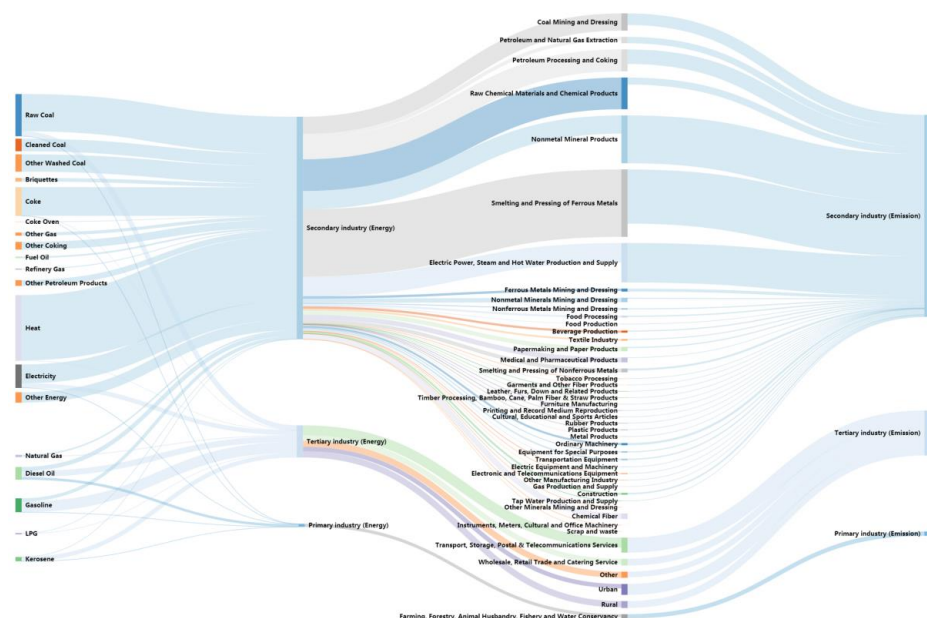 Raw Coal
Cleaned Coal
Other Washed Coal
Briquettes
Coke
Coke Oven
Other Gas
Other Coking
Fuel Oil
Refinery Gas
Other Petroleum Products
Heat
Electricity
Other Energy
Natural Gas
Diesel Oil
Gasoline
LPG
Kerosene
Secondary industry (Energy)
Tertiary industry (Energy)
Primary industry (Energy)
Coal Mining and Dressing
Petroleum and Natural Gas Extraction
Petroleum Processing and Coking
Raw Chemical Materials and Chemical Products
Nonmetal Mineral Products
Smelting and Pressing of Ferrous Metals
Electric Power, Steam and Hot Water Production and Supply
Ferrous Metals Mining and Dressing
Nonmetal Minerals Mining and Dressing
Nonferrous Metals Mining and Dressing
Food Processing
Food Production
Beverage Production
Textile Industry
Papermaking and Paper Products
Medical and Pharmaceutical Products
Smelting and Pressing of Nonferrous Metals
Tobacco Processing
Garments and Other Fiber Products
Leather, Furs, Down and Related Products
Timber Processing, Bamboo, Cane, Palm Fiber & Straw Products
Furniture Manufacturing
Printing and Record Medium Reproduction
Cultural, Educational and Sports Articles
Rubber Products
Plastic Products
Metal Products
Ordinary Machinery
Equipment for Special Purposes
Transportation Equipment
Electric Equipment and Machinery
Electronic and Telecommunications Equipment
Other Manufacturing Industry
Gas Production and Supply
Construction
Tap Water Production and Supply
Other Minerals Mining and Dressing
Chemical Fiber
Instruments, Meters, Cultural and Office Machinery
Scrap and waste
Transport, Storage, Postal & Telecommunications Services
Wholesale, Retail Trade and Catering Service
Other
Urban
Rural
Farming, Forestry, Animal Husbandry, Fishery and Water Conservancy
Secondary industry (Emission)
Tertiary industry (Emission)
Primary industry (Emission)